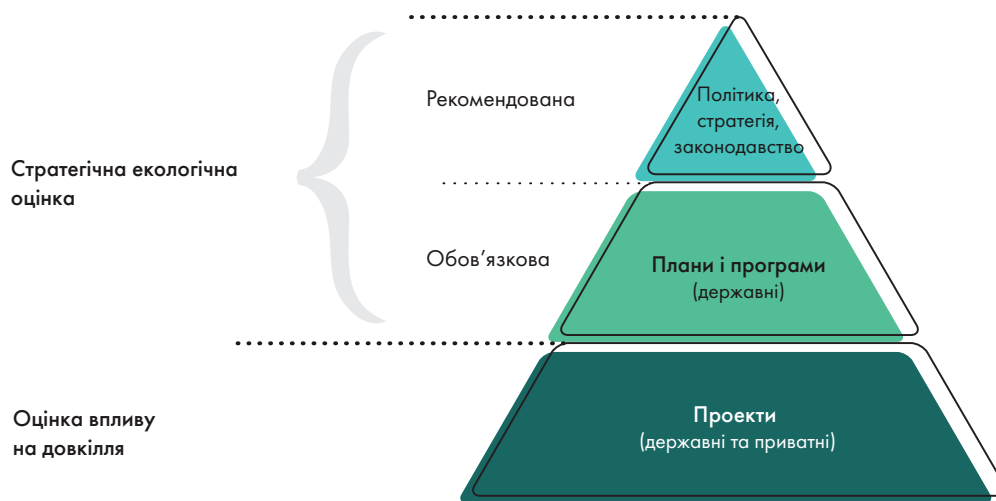 Рекомендована
Політика,
стратегія,
законодавство
Стратегічна екологічна
оцінка
Обов’язкова
Плани і програми
(державні)
Оцінка впливу
на довкілля
Проекти
(державні та приватні)